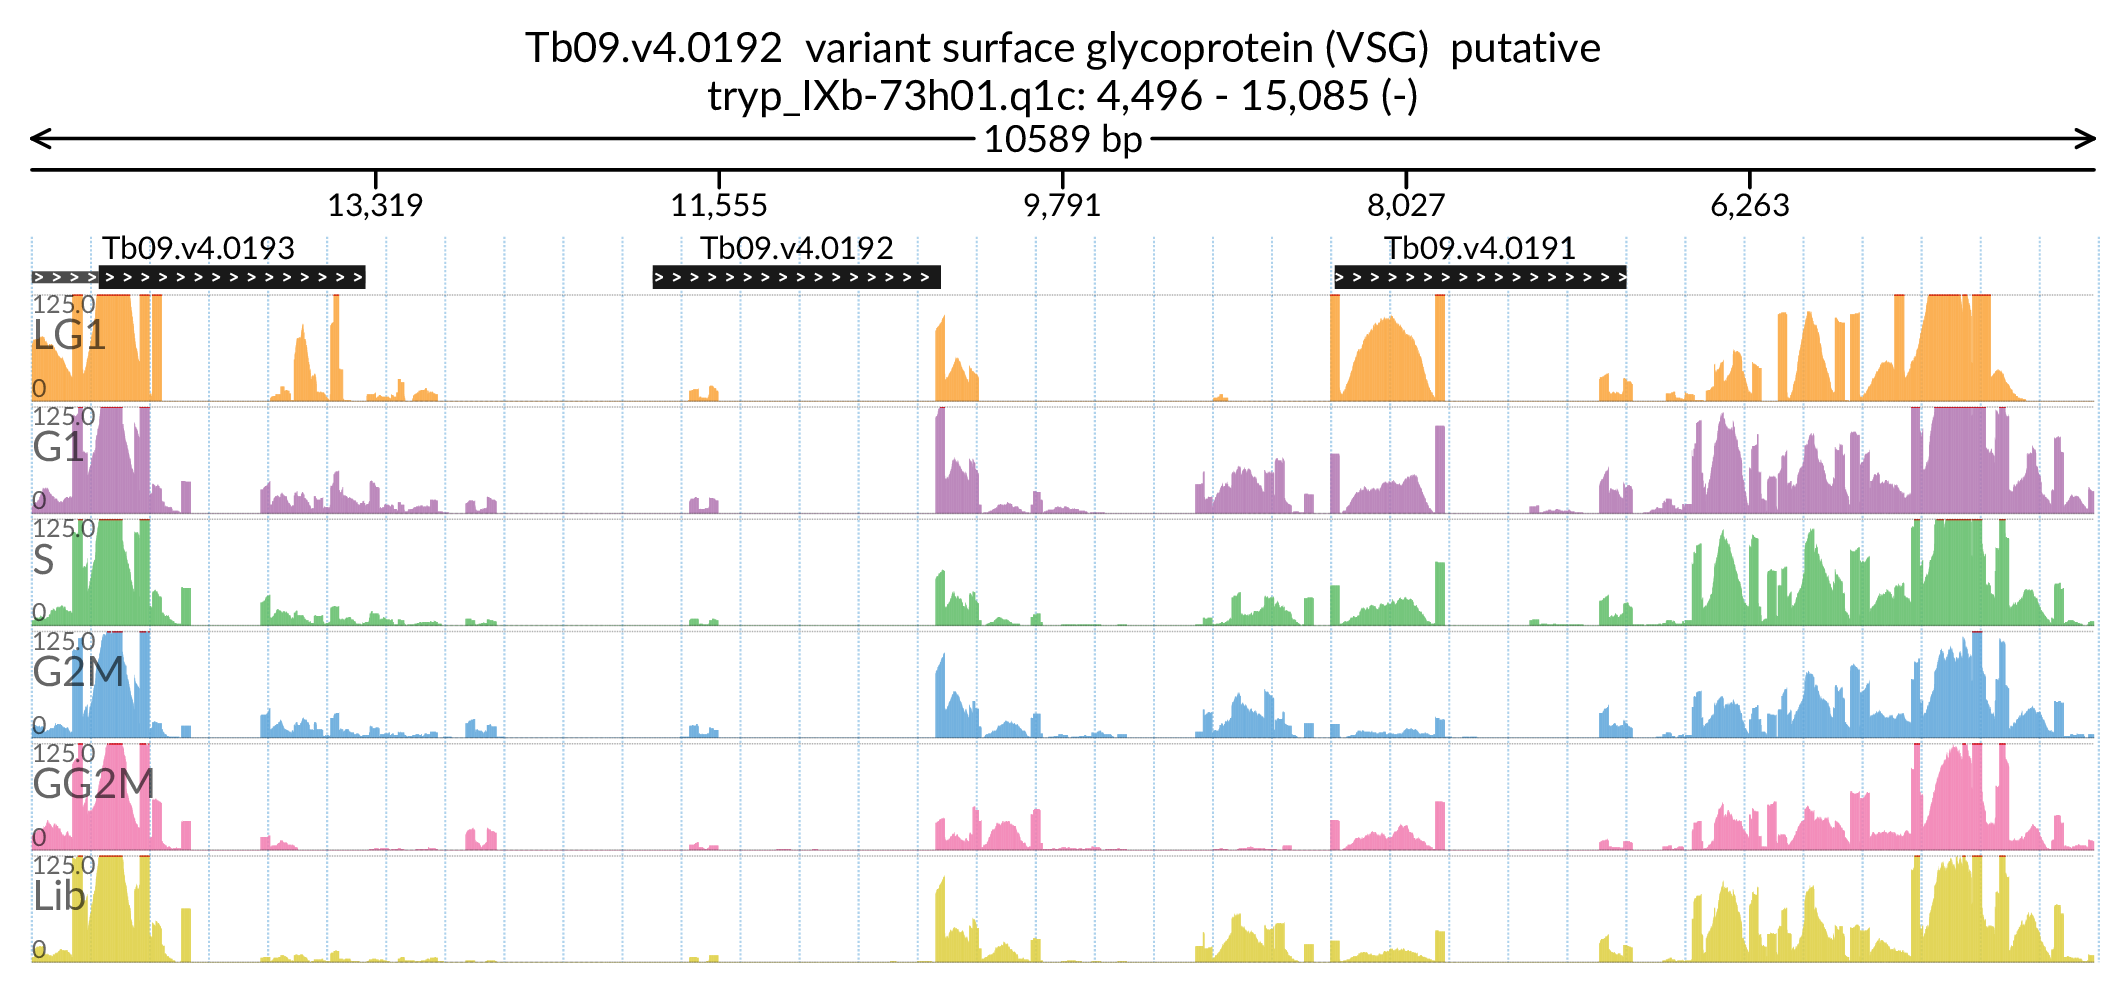 Tb09.v4.0192  variant surface glycoprotein (VSG)  putative
tryp_IXb-73h01.q1c: 4,496 - 15,085 (-)
10589 bp
13,319 11,555 9,791 8,027 6,263
Tb09.v4.0193 Tb09.v4.0192 Tb09.v4.0191
125.0
LG1
0
125.0
G1
0
125.0
S
0
125.0
G2M
0
125.0
GG2M
0
125.0
Lib
0